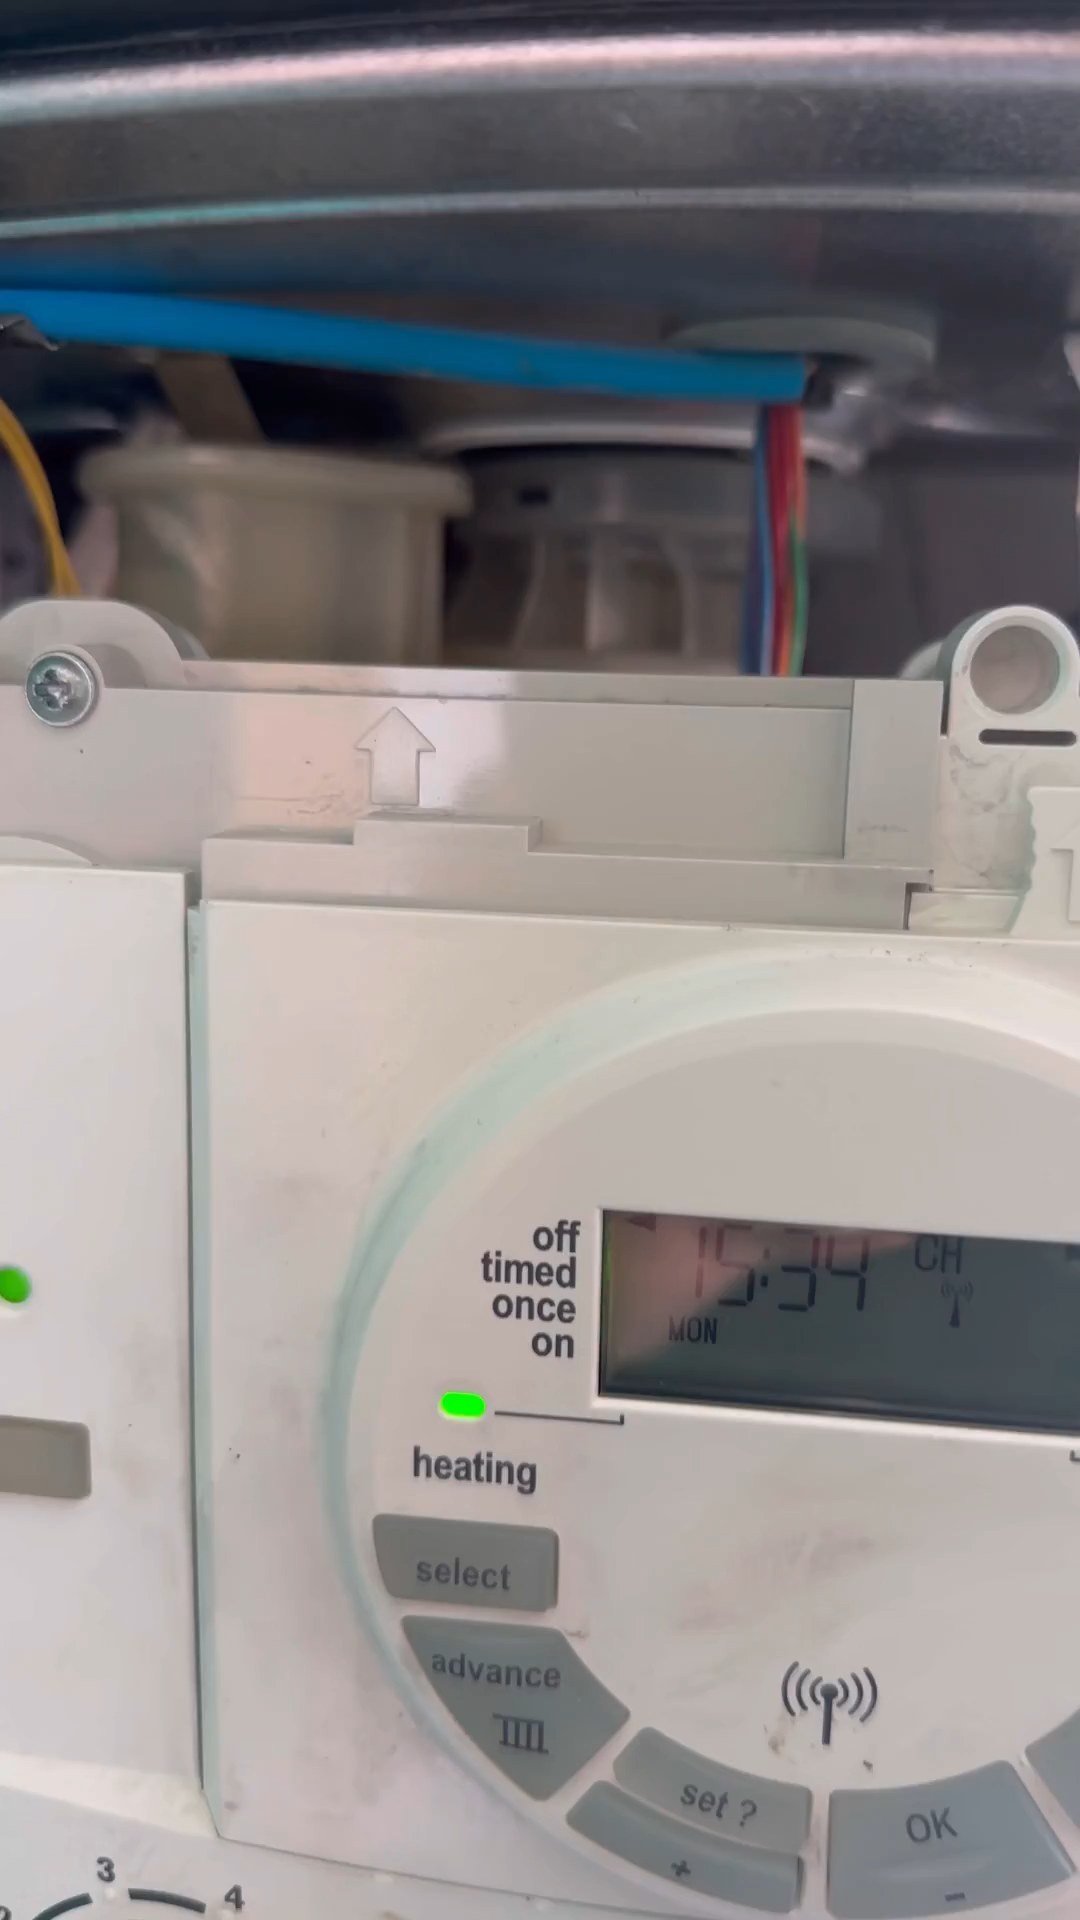 off
timed
once
on
15:34
CH
MON
heating
select
advance
set ?
+
OK
-
3
4